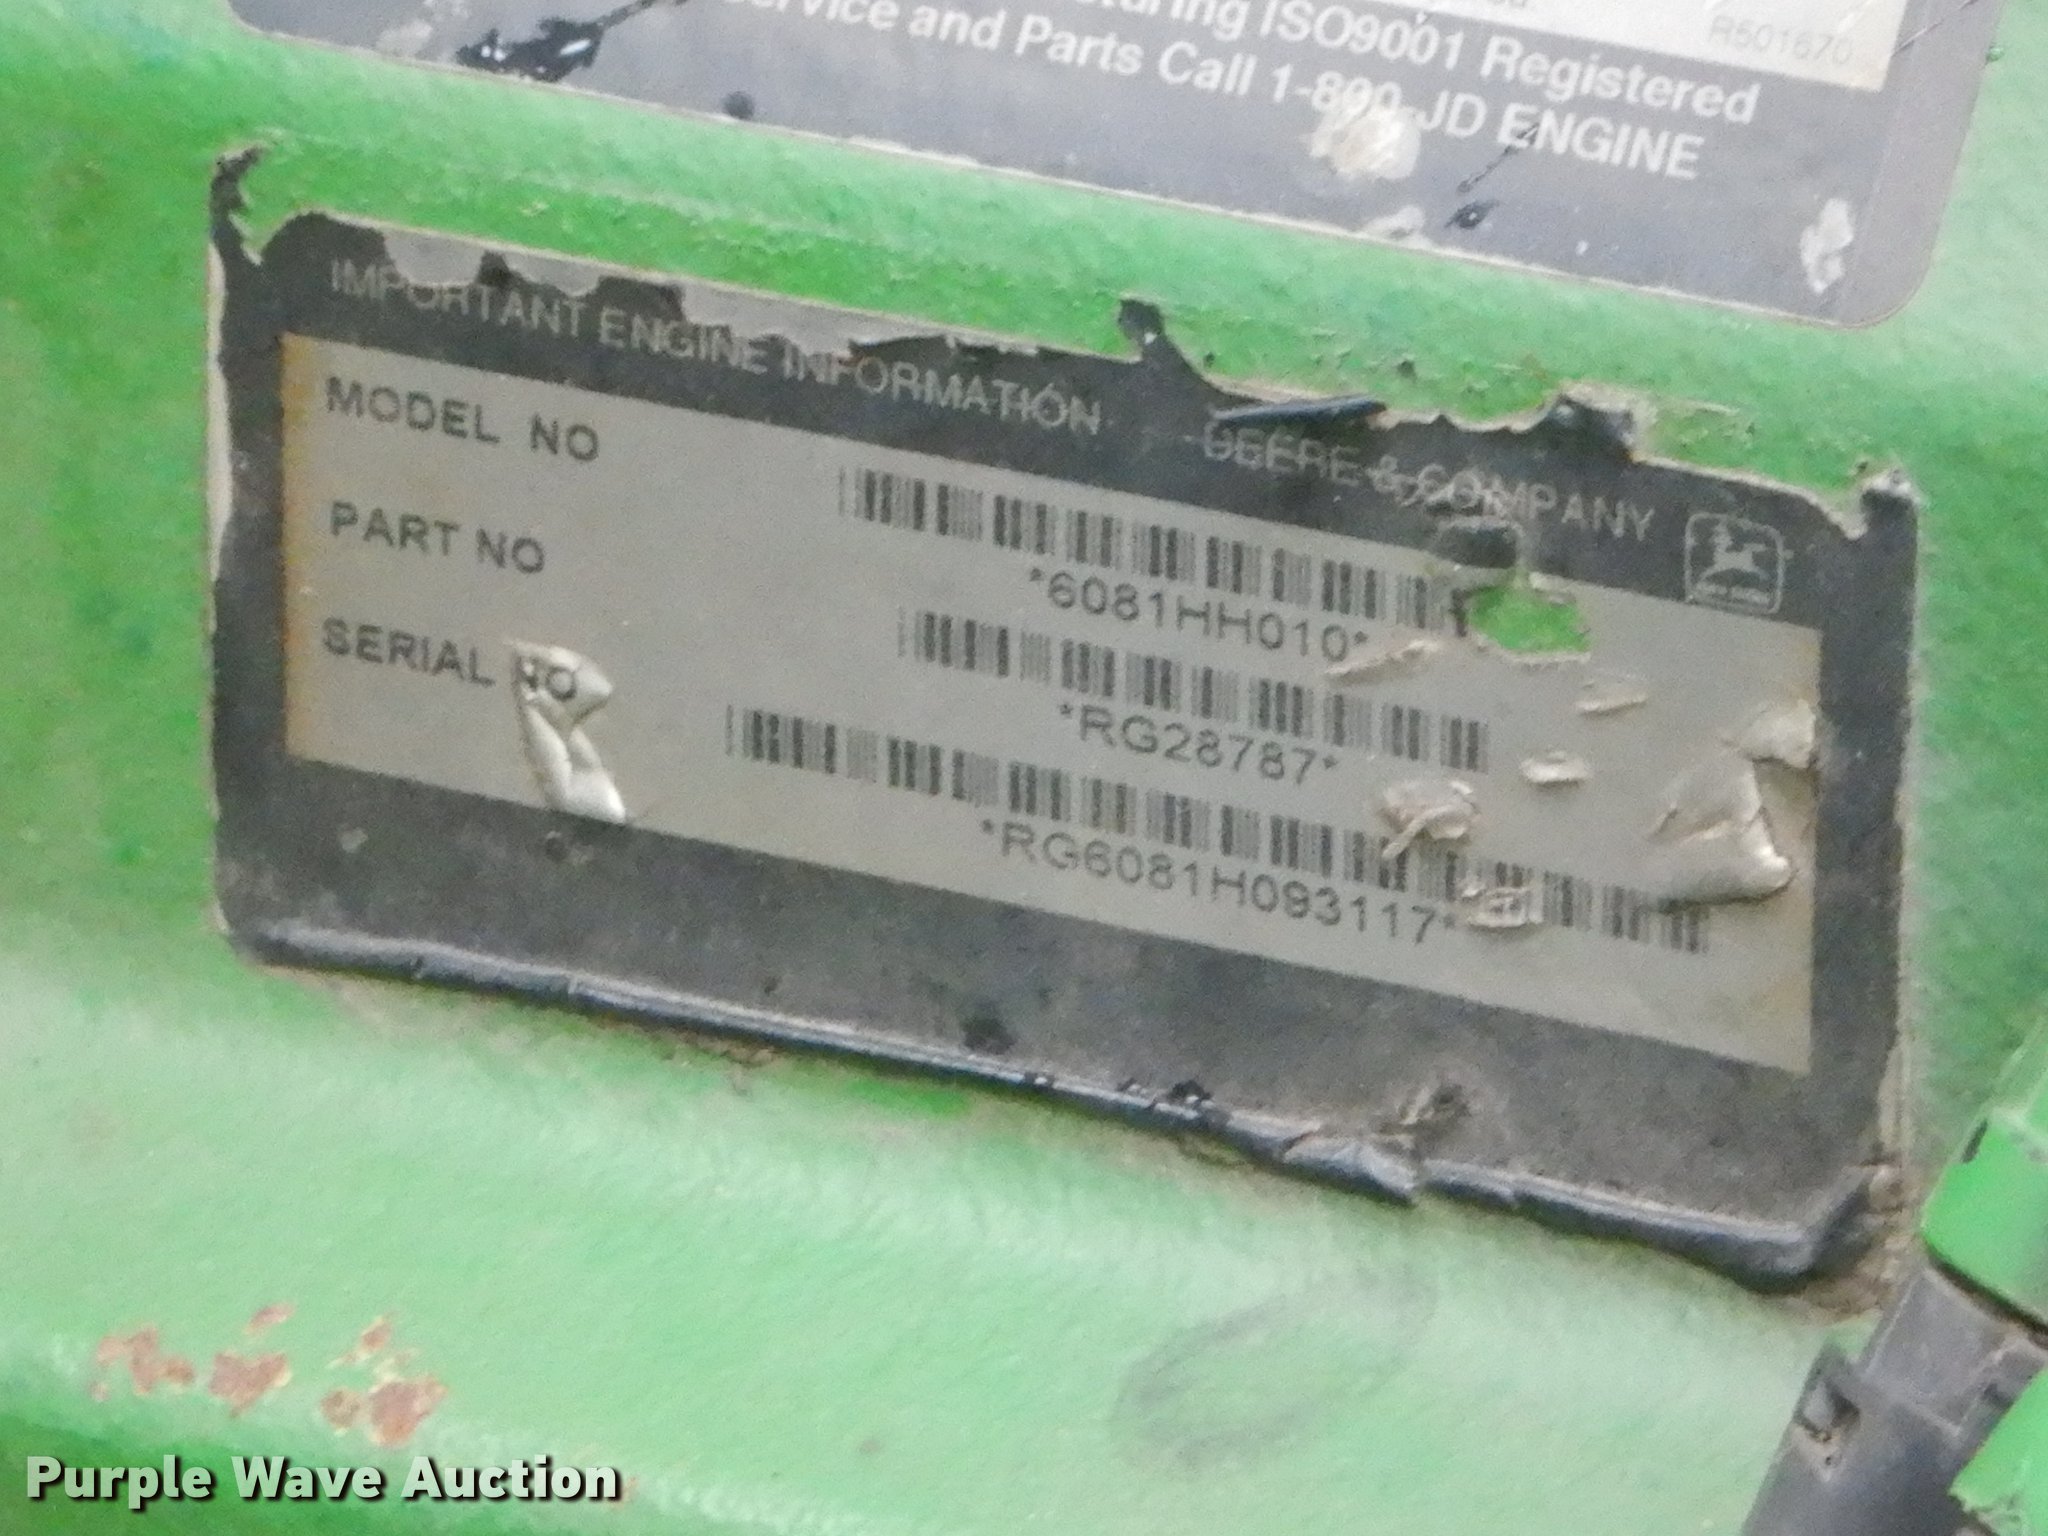 R501670
ISO9001 Registered
and Parts Call 1-800-JD ENGINE
IMPORTANT ENGINE INFORMATION DEERE & COMPANY
MODEL NO
*6081HH010*
PART NO
*RG28787*
SERIAL NO
*RG6081H093117*
Purple Wave Auction